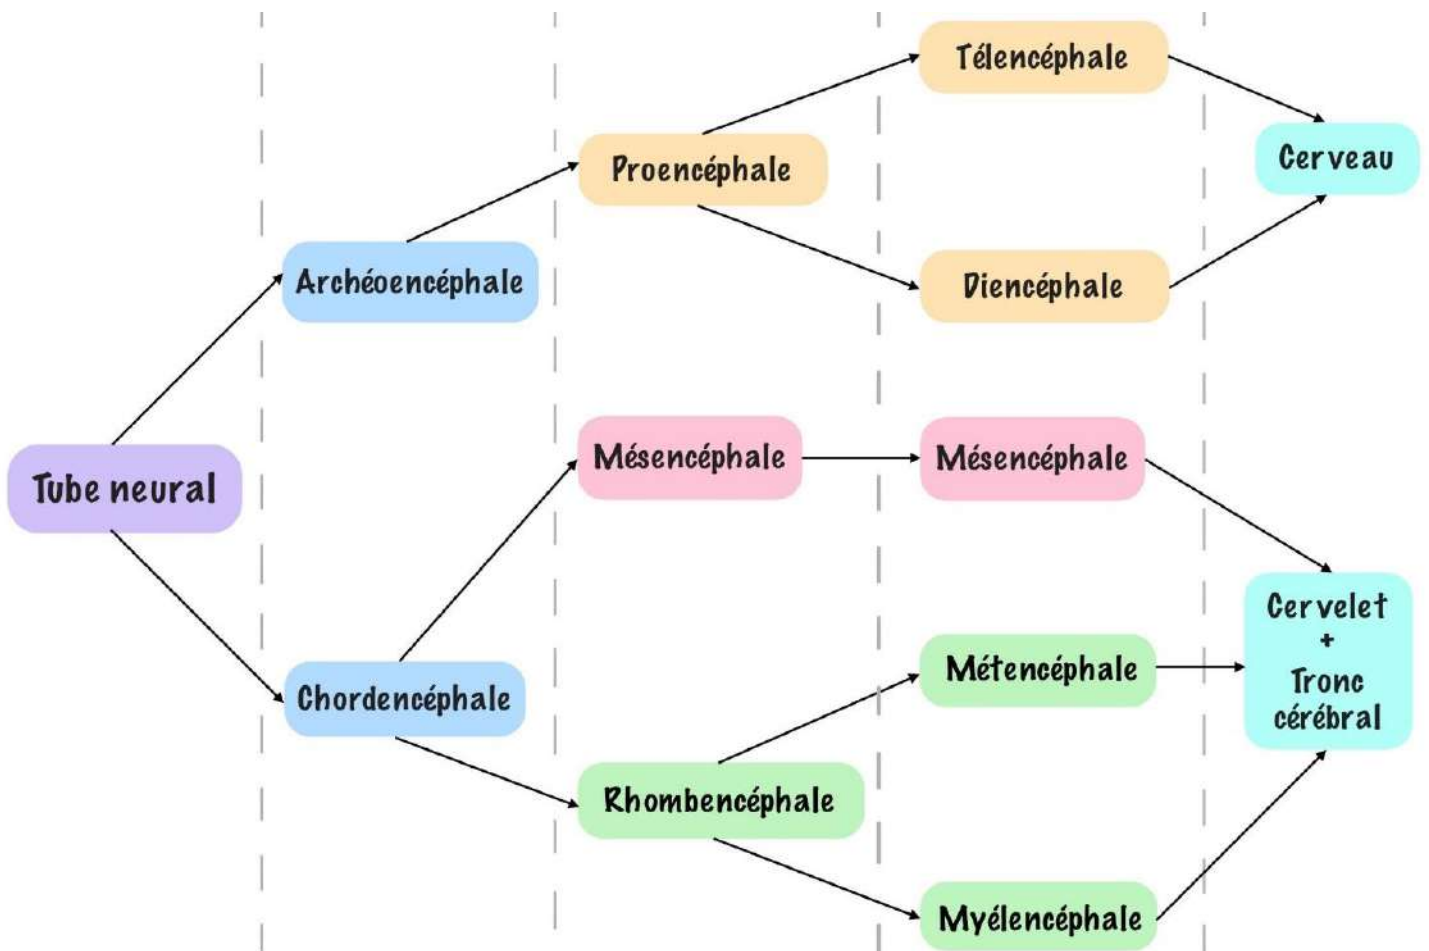 Tube neural
Archéoencéphale
Chordencéphale
Proencéphale
Mésencéphale
Rhombencéphale
Télencéphale
Diencéphale
Mésencéphale
Métencéphale
Myélencéphale
Cerveau
Cervelet
+
Tronc
cérébral